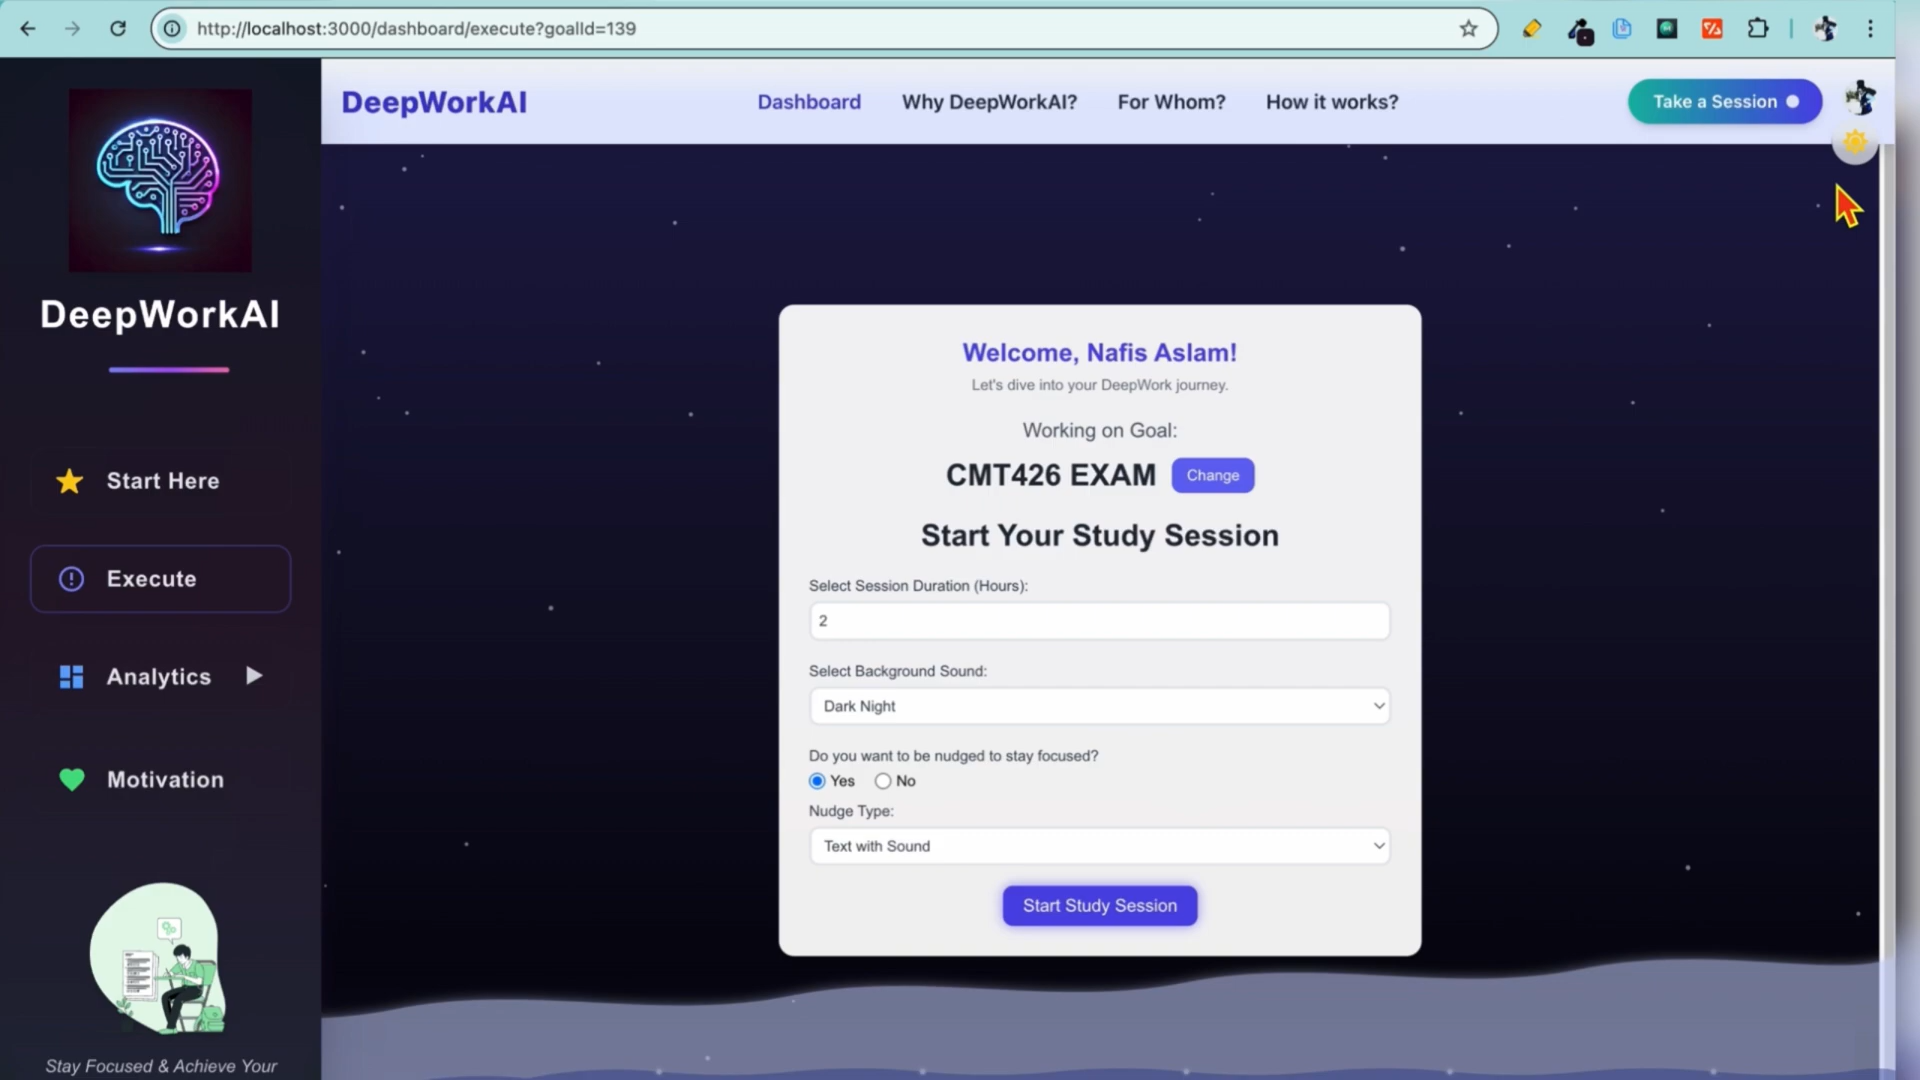 http://localhost:3000/dashboard/execute?goalId=139
DeepWorkAI
Dashboard
Why DeepWorkAI?
For Whom?
How it works?
Take a Session
DeepWorkAI
Start Here
Execute
Analytics
Motivation
Stay Focused & Achieve Your
Welcome, Nafis Aslam!
Let's dive into your DeepWork journey.
Working on Goal:
CMT426 EXAM
Change
Start Your Study Session
Select Session Duration (Hours):
2
Select Background Sound:
Dark Night
Do you want to be nudged to stay focused?
Yes
No
Nudge Type:
Text with Sound
Start Study Session